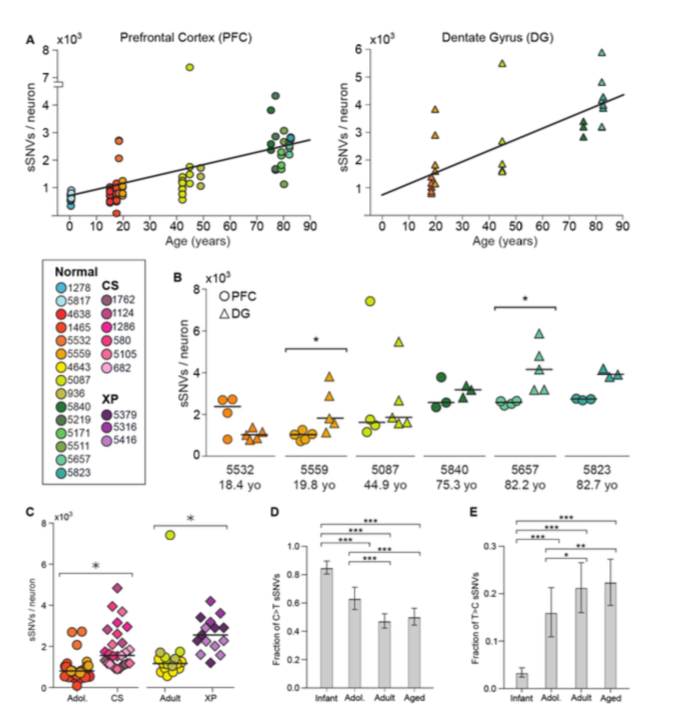 A
x10³
Prefrontal Cortex (PFC)
8
7
4
3
2
1
sSNVs / neuron
0 10 20 30 40 50 60 70 80 90
Age (years)
x10³
Dentate Gyrus (DG)
6
5
4
3
2
1
sSNVs / neuron
0 10 20 30 40 50 60 70 80 90
Age (years)
Normal
1278
5817
4638
1465
5532
5559
4643
5087
936
5840
5219
5171
5511
5657
5823
CS
1762
1124
1286
580
5105
682
XP
5379
5316
5416
B
x10³
8
6
4
2
0
sSNVs / neuron
PFC
DG
*
*
5532 5559 5087 5840 5657 5823
18.4 yo 19.8 yo 44.9 yo 75.3 yo 82.2 yo 82.7 yo
C
x10³
8
6
4
2
0
sSNVs / neuron
*
*
Adol. CS Adult XP
D
***
***
***
***
***
1.0
0.8
0.6
0.4
0.2
0.0
Fraction of C>T sSNVs
Infant Adol. Adult Aged
E
***
***
***
**
*
0.3
0.2
0.1
0.0
Fraction of T>C sSNVs
Infant Adol. Adult Aged